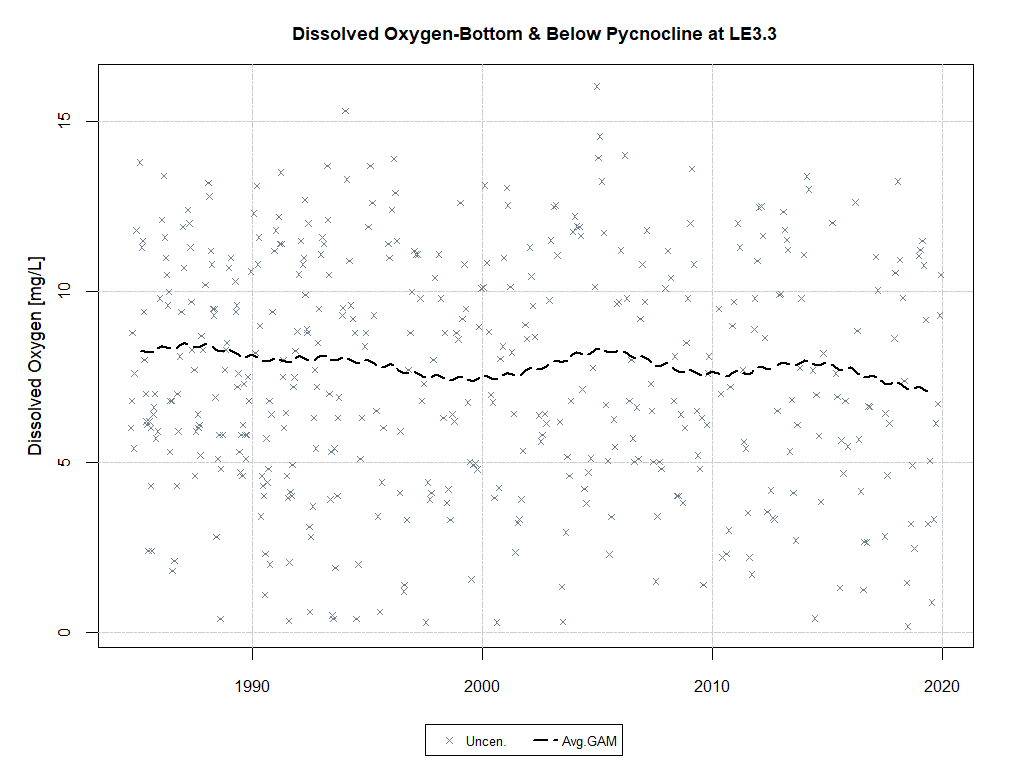 Dissolved Oxygen-Bottom & Below Pycnocline at LE3.3
Dissolved Oxygen [mg/L]
15
10
5
0
1990 2000 2010 2020
Uncen. Avg.GAM